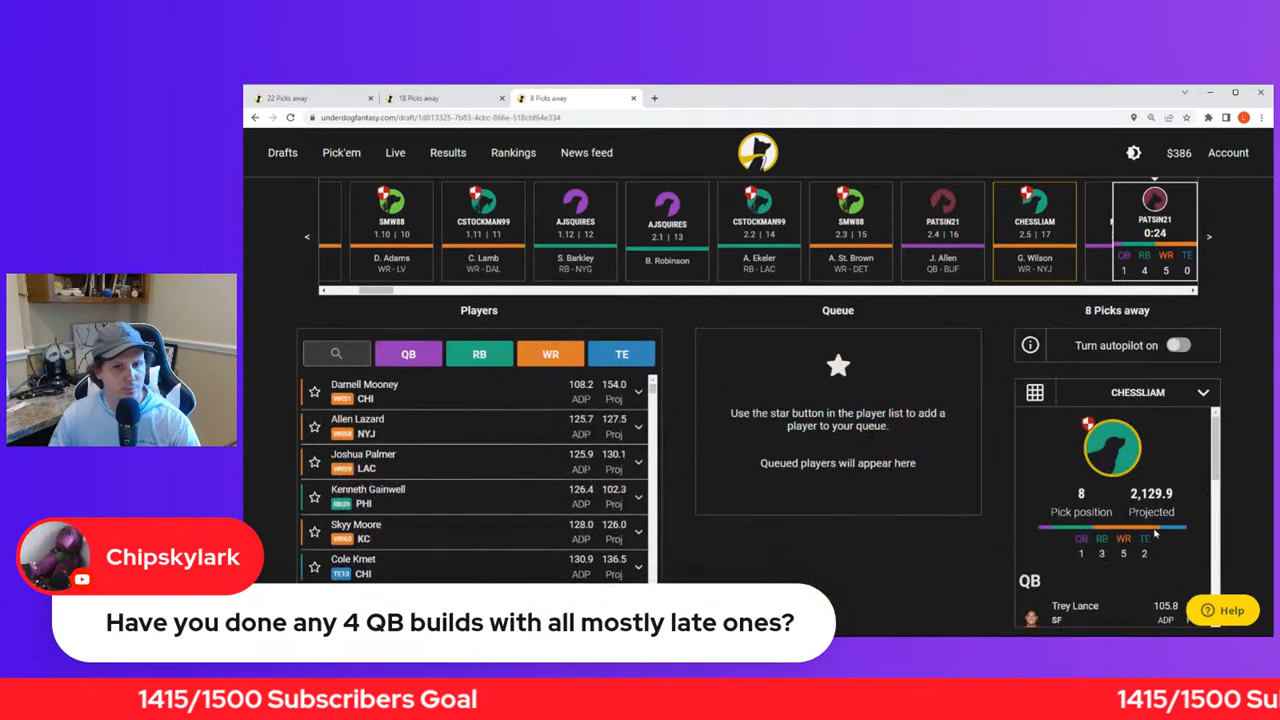 22 Picks away
18 Picks away
8 Picks away
underdogfantasy.com/draft/1d813325-7b83-4cbc-866e-518cbf64e334
Drafts
Pick'em
Live
Results
Rankings
News feed
$386
Account
SMW88
1.10 | 10
D. Adams
WR - LV
CSTOCKMAN99
1.11 | 11
C. Lamb
WR - DAL
AJSQUIRES
1.12 | 12
S. Barkley
RB - NYG
AJSQUIRES
2.1 | 13
B. Robinson
CSTOCKMAN99
2.2 | 14
A. Ekeler
RB - LAC
SMW88
2.3 | 15
A. St. Brown
WR - DET
PATSIN21
2.4 | 16
J. Allen
QB - BUF
CHESSLIAM
2.5 | 17
G. Wilson
WR - NYJ
PATSIN21
0:24
QB RB WR TE
1 4 5 0
Players
QB
RB
WR
TE
Darnell Mooney
WR51 CHI
108.2 154.0
ADP Proj
Allen Lazard
NYJ
125.7 127.5
ADP Proj
Joshua Palmer
WR59 LAC
125.9 130.1
ADP Proj
Kenneth Gainwell
RB39 PHI
126.4 102.3
ADP Proj
Skyy Moore
WR60 KC
128.0 126.0
ADP Proj
Cole Kmet
TE13 CHI
130.9 136.5
ADP Proj
Queue
Use the star button in the player list to add a
player to your queue.
Queued players will appear here
8 Picks away
Turn autopilot on
CHESSLIAM
8 2,129.9
Pick position Projected
QB RB WR TE
1 3 5 2
QB
Trey Lance
SF
105.8
ADP
Help
Chipskylark
Have you done any 4 QB builds with all mostly late ones?
1415/1500 Subscribers Goal
1415/1500 Su